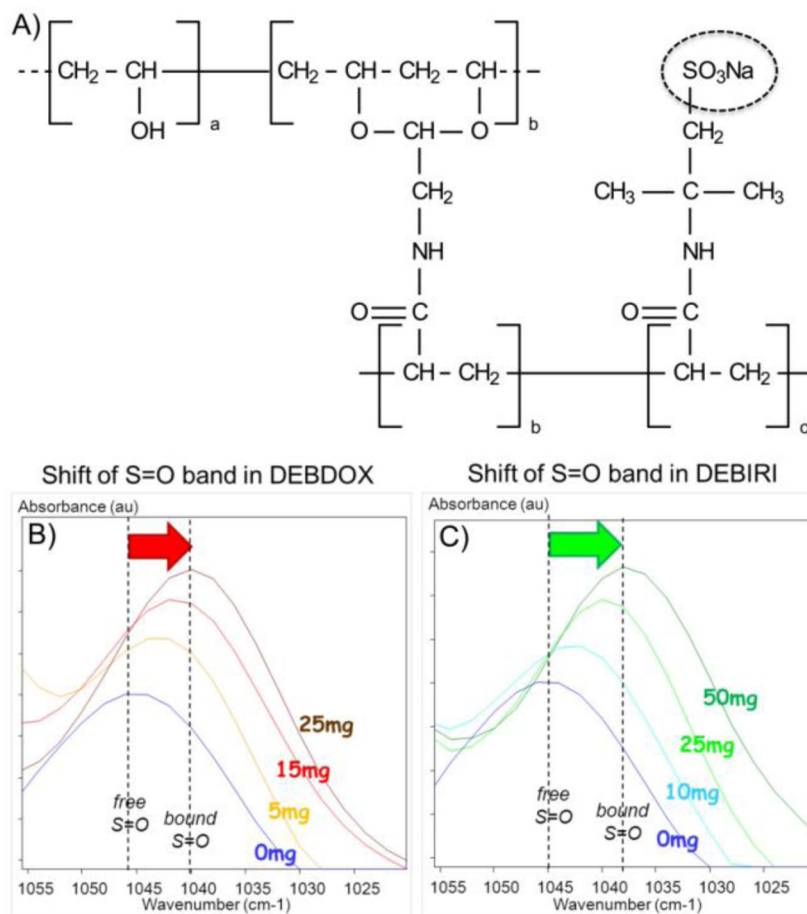 A)
CH2 CH CH2 CH CH2 CH SO3Na
OH a O CH O b CH2
CH2 CH3 C CH3
NH NH
O C O C
CH CH2 CH CH2
b c
Shift of S=O band in DEBDOX
Absorbance (au)
B)
25mg
15mg
5mg
0mg
free
S=O
bound
S=O
1055 1050 1045 1040 1035 1030 1025
Wavenumber (cm-1)
Shift of S=O band in DEBIRI
Absorbance (au)
C)
50mg
25mg
10mg
0mg
free
S=O
bound
S=O
1055 1050 1045 1040 1035 1030 1025
Wavenumber (cm-1)